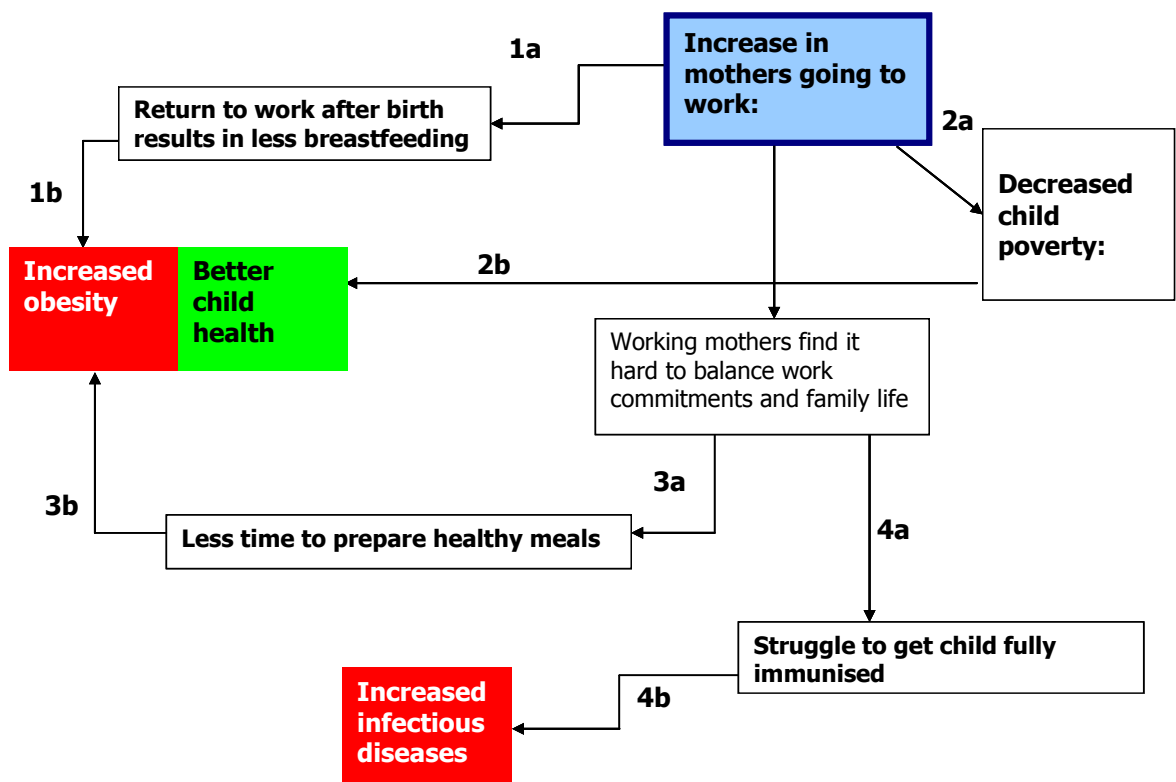 1a
Increase in
mothers going to
work:
Return to work after birth
results in less breastfeeding
2a
Decreased
child
poverty:
1b
Increased
obesity
Better
child
health
2b
Working mothers find it
hard to balance work
commitments and family life
3a
3b
Less time to prepare healthy meals
4a
Struggle to get child fully
immunised
4b
Increased
infectious
diseases